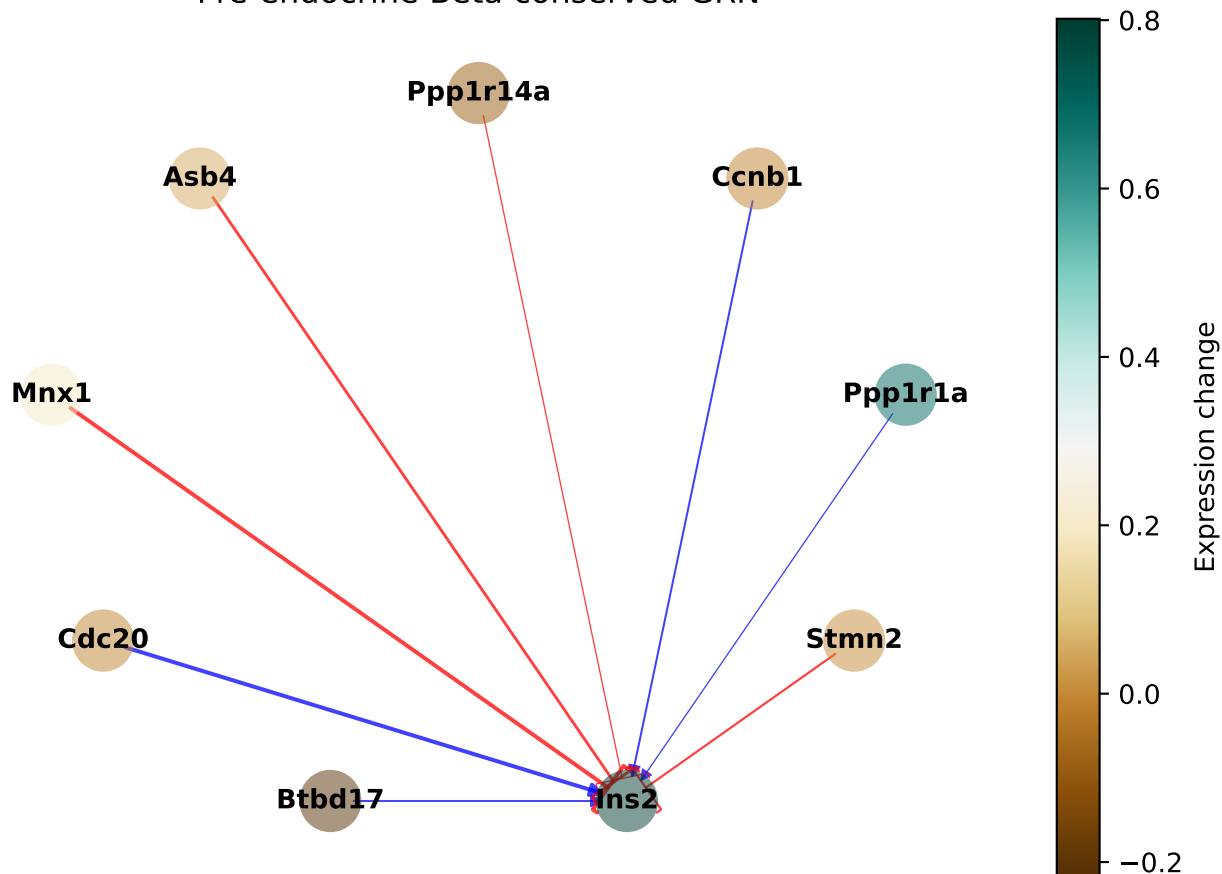 Pre-endocrine Beta conserved GRN
0.8
Ppp1r14a
Asb4
Ccnb1
0.6
0.4
Mnx1
Ppp1r1a
Expression change
0.2
Cdc20
Stmn2
0.0
Btbd17
Ins2
−0.2